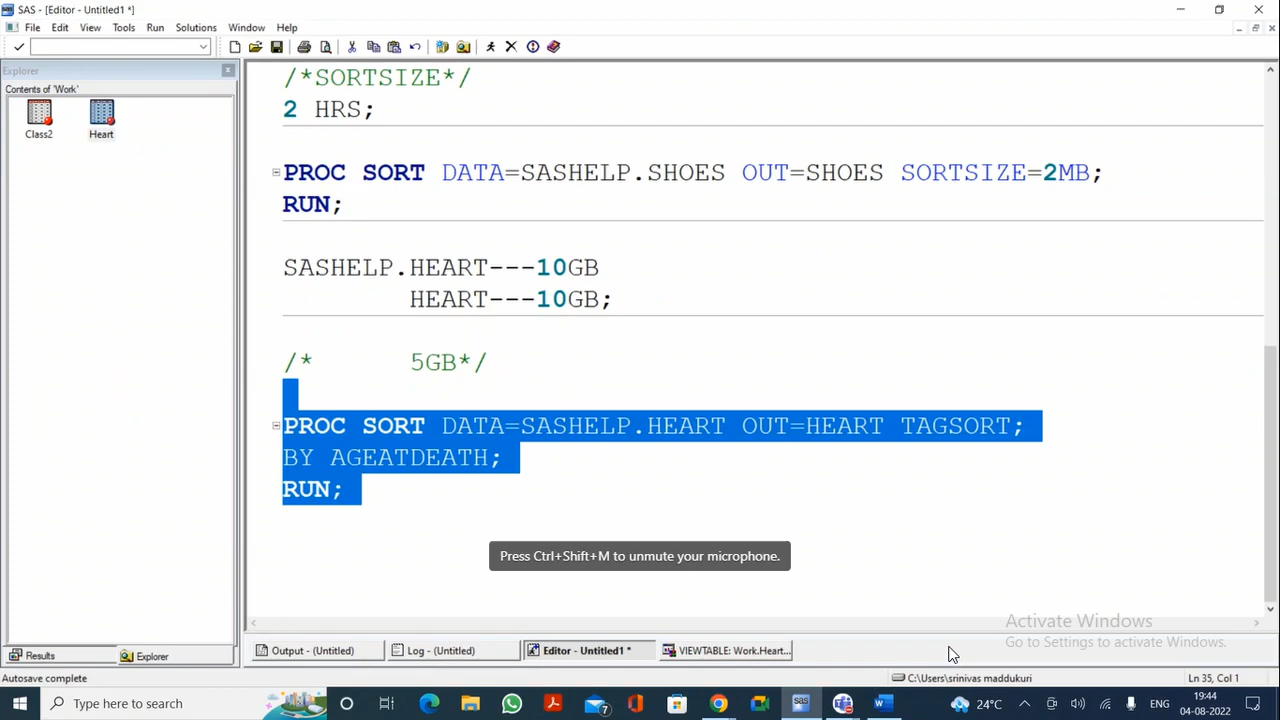 SAS - [Editor - Untitled1 *]
File Edit View Tools Run Solutions Window Help
Explorer
Contents of 'Work'
Class2 Heart
/*SORTSIZE*/
2 HRS;
PROC SORT DATA=SASHELP.SHOES OUT=SHOES SORTSIZE=2MB;
RUN;
SASHELP.HEART---10GB
HEART---10GB;
/* 5GB*/
PROC SORT DATA=SASHELP.HEART OUT=HEART TAGSORT;
BY AGEATDEATH;
RUN;
Press Ctrl+Shift+M to unmute your microphone.
Activate Windows
Go to Settings to activate Windows.
Results Explorer Output - (Untitled) Log - (Untitled) Editor - Untitled1 * VIEWTABLE: Work.Heart...
Autosave complete C:\Users\srinivas maddukuri Ln 35, Col 1
Type here to search 7 24°C ENG 19:44 04-08-2022